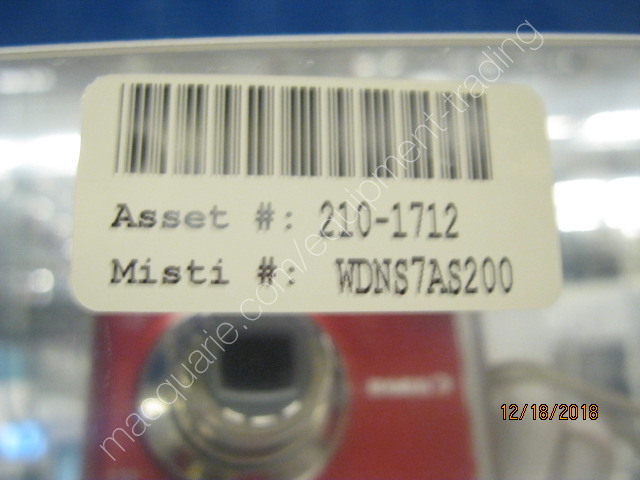 Asset #: 210-1712
Misti #: WDNS7AS200
macquarie.com/equipment-trading
12/18/2018